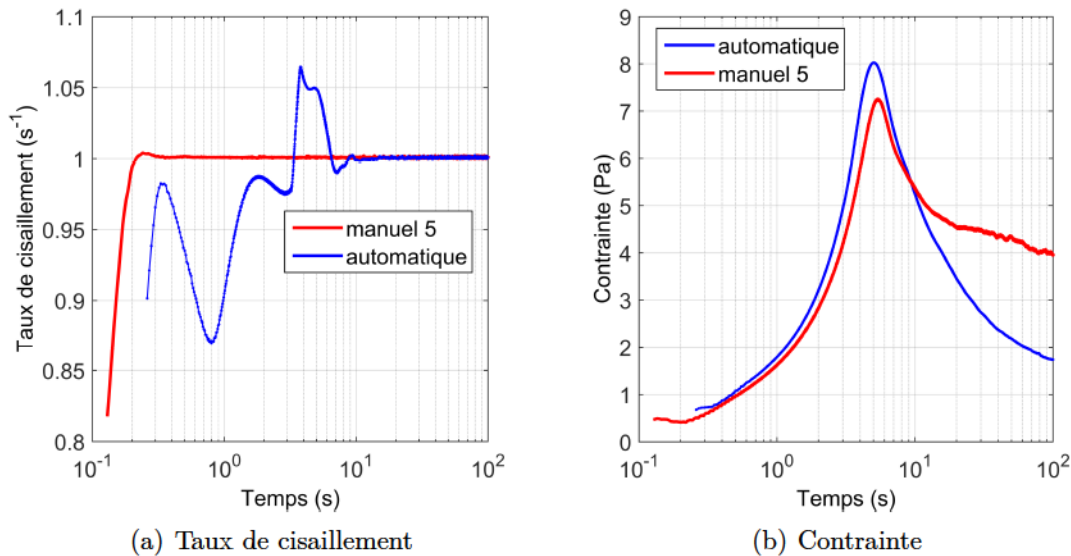 1.1
1.05
1
0.95
0.9
0.85
0.8
Taux de cisaillement (s⁻¹)
manuel 5
automatique
10⁻¹ 10⁰ 10¹ 10²
Temps (s)
(a) Taux de cisaillement
9
8
7
6
5
4
3
2
1
0
Contrainte (Pa)
automatique
manuel 5
10⁻¹ 10⁰ 10¹ 10²
Temps (s)
(b) Contrainte